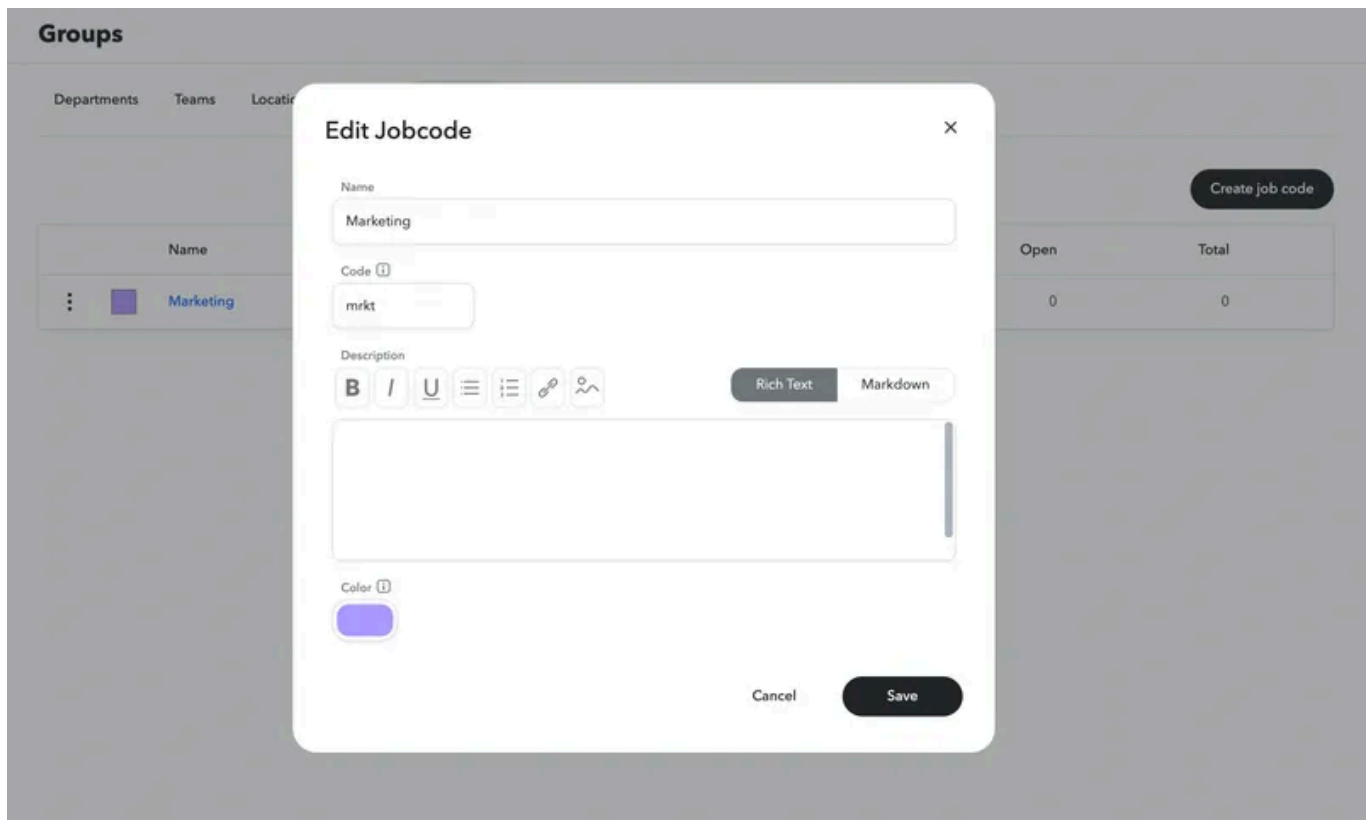 Groups
Departments Teams
Create job code
Name Open Total
Marketing 0 0
Edit Jobcode
Name
Marketing
Code
mrkt
Description
B I U Rich Text Markdown
Color
Cancel Save